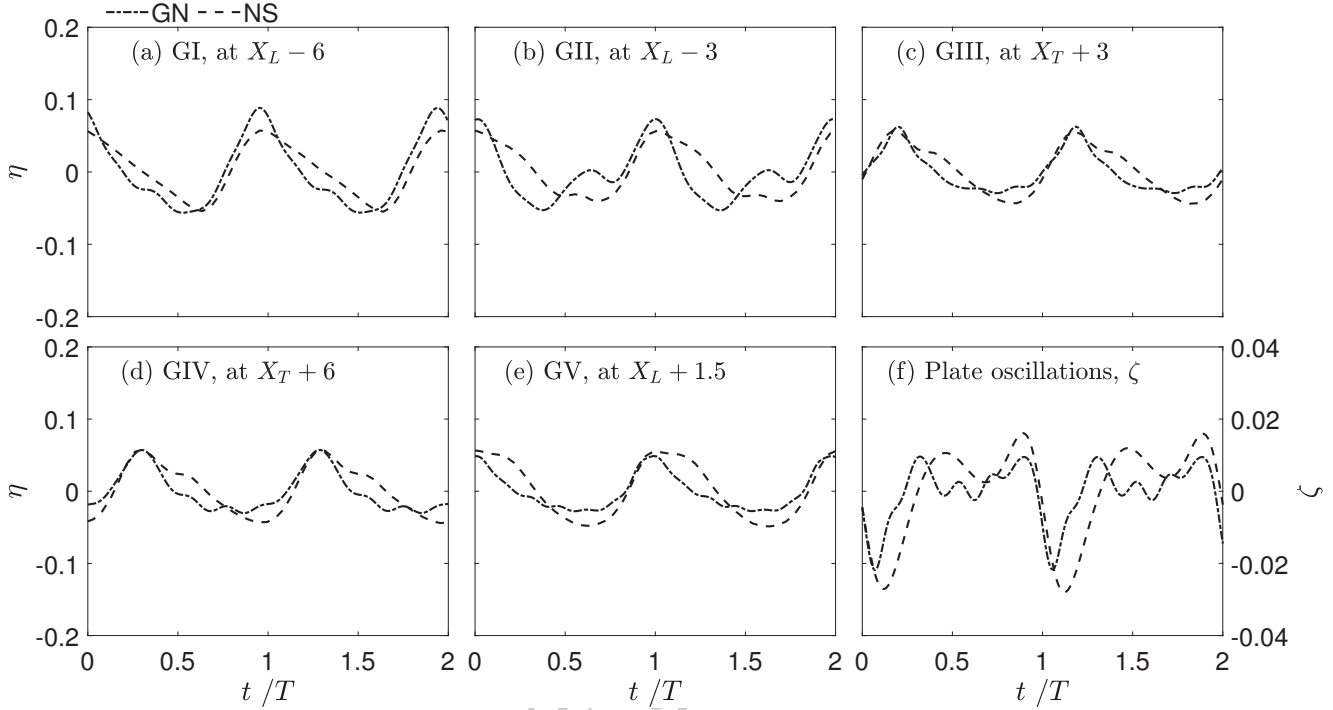 GN NS
0.2
(a) GI, at X_L − 6
(b) GII, at X_L − 3
(c) GIII, at X_T + 3
0.1
η
0
-0.1
-0.2
0.2
0.04
(d) GIV, at X_T + 6
(e) GV, at X_L + 1.5
(f) Plate oscillations, ζ
0.1
0.02
η
0
0
ζ
-0.1
-0.02
-0.2
-0.04
0 0.5 1 1.5 2
0 0.5 1 1.5 2
0 0.5 1 1.5 2
t /T
t /T
t /T